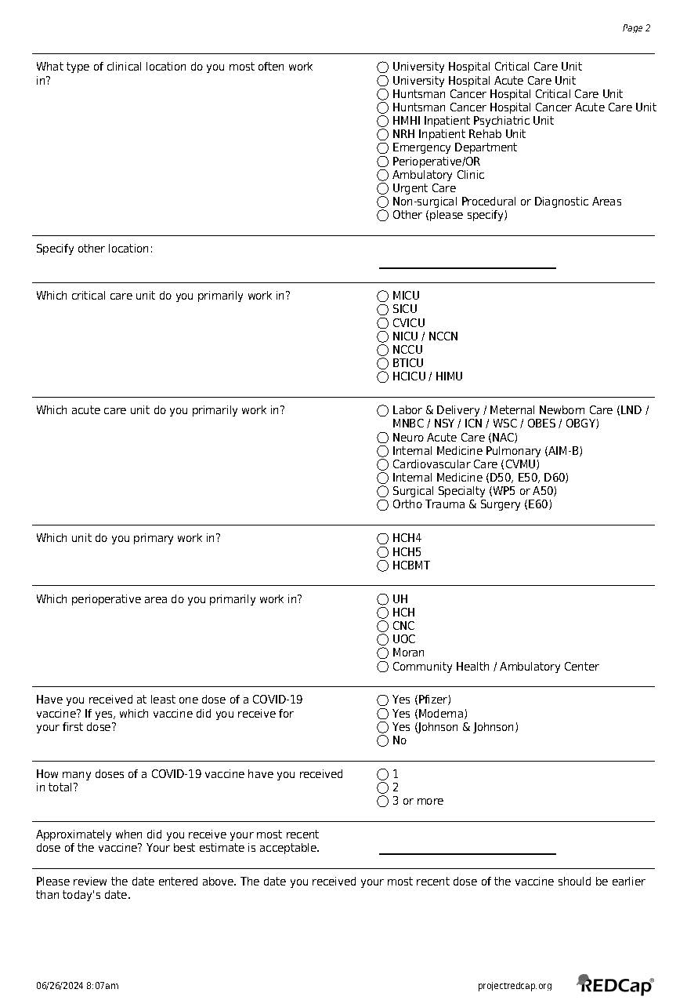 Page 2
What type of clinical location do you most often work
in?
University Hospital Critical Care Unit
University Hospital Acute Care Unit
Huntsman Cancer Hospital Critical Care Unit
Huntsman Cancer Hospital Cancer Acute Care Unit
HMHI Inpatient Psychiatric Unit
NRH Inpatient Rehab Unit
Emergency Department
Perioperative/OR
Ambulatory Clinic
Urgent Care
Non-surgical Procedural or Diagnostic Areas
Other (please specify)
Specify other location:
Which critical care unit do you primarily work in?
MICU
SICU
CVICU
NICU / NCCN
NCCU
BTICU
HCICU / HIMU
Which acute care unit do you primarily work in?
Labor & Delivery / Meternal Newborn Care (LND /
MNBC / NSY / ICN / WSC / OBES / OBGY)
Neuro Acute Care (NAC)
Internal Medicine Pulmonary (AIM-B)
Cardiovascular Care (CVMU)
Internal Medicine (D50, E50, D60)
Surgical Specialty (WP5 or A50)
Ortho Trauma & Surgery (E60)
Which unit do you primary work in?
HCH4
HCH5
HCBMT
Which perioperative area do you primarily work in?
UH
HCH
CNC
UOC
Moran
Community Health / Ambulatory Center
Have you received at least one dose of a COVID-19
vaccine? If yes, which vaccine did you receive for
your first dose?
Yes (Pfizer)
Yes (Moderna)
Yes (Johnson & Johnson)
No
How many doses of a COVID-19 vaccine have you received
in total?
1
2
3 or more
Approximately when did you receive your most recent
dose of the vaccine? Your best estimate is acceptable.
Please review the date entered above. The date you received your most recent dose of the vaccine should be earlier
than today's date.
06/26/2024 8:07am
projectredcap.org
REDCap®